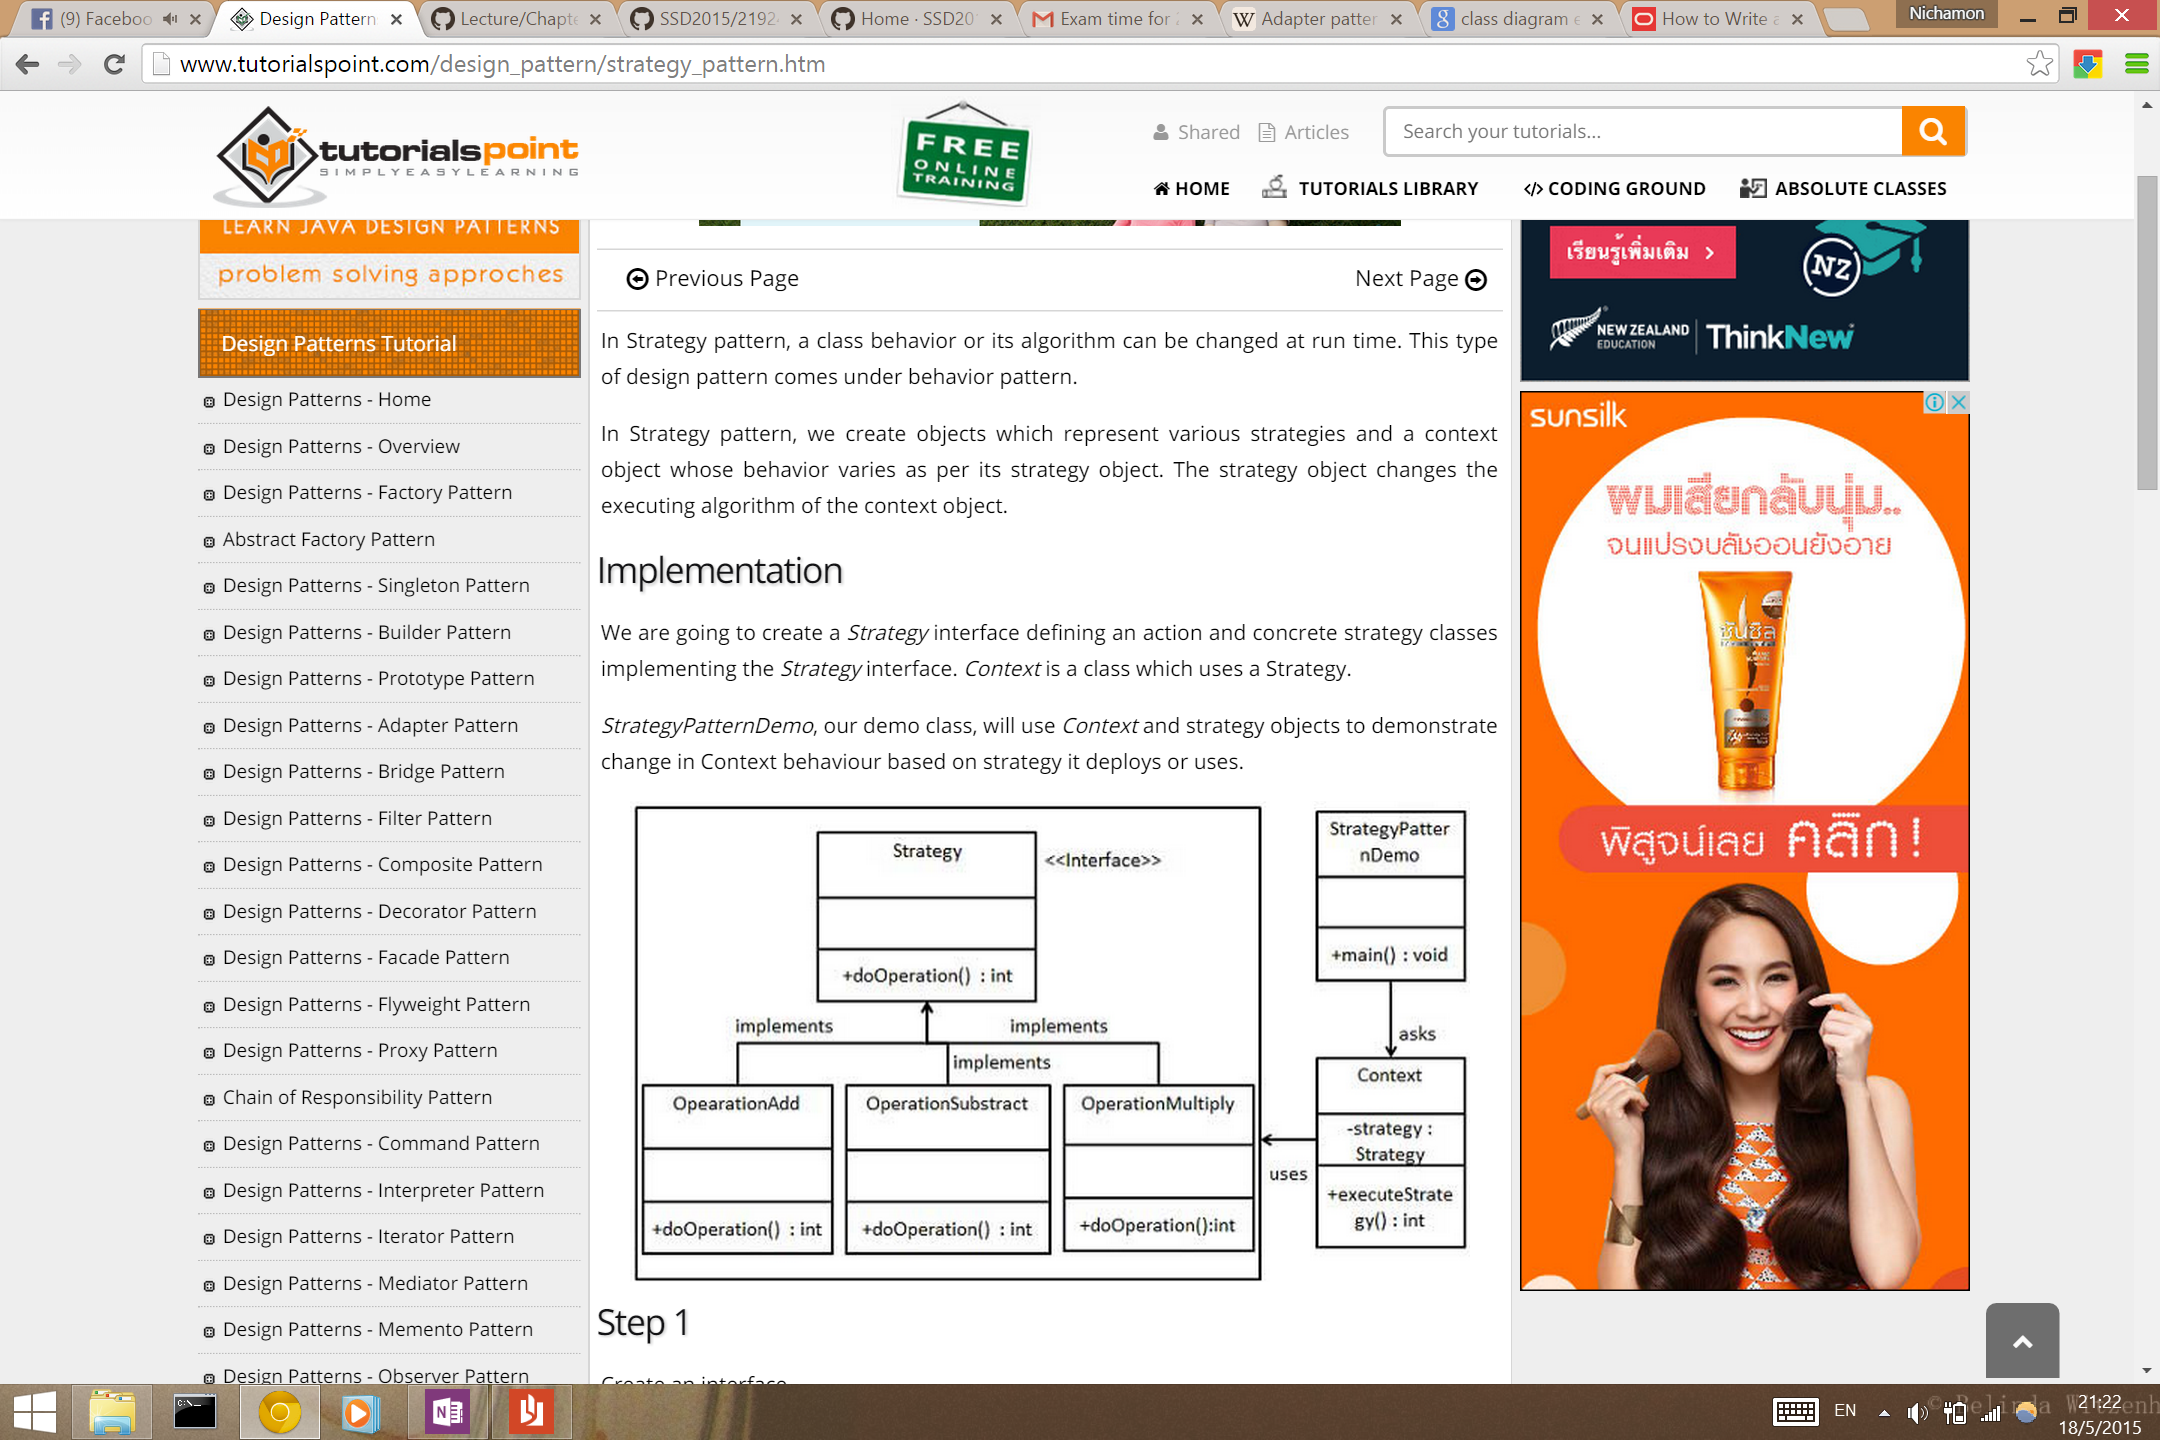 (9) Faceboo
Design Pattern
Lecture/Chapte
SSD2015/2192
Home · SSD20
Exam time for
Adapter patter
class diagram e
How to Write a
Nichamon
www.tutorialspoint.com/design_pattern/strategy_pattern.htm
tutorialspoint
SIMPLYEASYLEARNING
FREE
ONLINE
TRAINING
Shared
Articles
Search your tutorials...
HOME
TUTORIALS LIBRARY
</> CODING GROUND
ABSOLUTE CLASSES
LEARN JAVA DESIGN PATTERNS
problem solving approches
Design Patterns Tutorial
Design Patterns - Home
Design Patterns - Overview
Design Patterns - Factory Pattern
Abstract Factory Pattern
Design Patterns - Singleton Pattern
Design Patterns - Builder Pattern
Design Patterns - Prototype Pattern
Design Patterns - Adapter Pattern
Design Patterns - Bridge Pattern
Design Patterns - Filter Pattern
Design Patterns - Composite Pattern
Design Patterns - Decorator Pattern
Design Patterns - Facade Pattern
Design Patterns - Flyweight Pattern
Design Patterns - Proxy Pattern
Chain of Responsibility Pattern
Design Patterns - Command Pattern
Design Patterns - Interpreter Pattern
Design Patterns - Iterator Pattern
Design Patterns - Mediator Pattern
Design Patterns - Memento Pattern
Design Patterns - Observer Pattern
Previous Page
Next Page
In Strategy pattern, a class behavior or its algorithm can be changed at run time. This type
of design pattern comes under behavior pattern.
In Strategy pattern, we create objects which represent various strategies and a context
object whose behavior varies as per its strategy object. The strategy object changes the
executing algorithm of the context object.
Implementation
We are going to create a Strategy interface defining an action and concrete strategy classes
implementing the Strategy interface. Context is a class which uses a Strategy.
StrategyPatternDemo, our demo class, will use Context and strategy objects to demonstrate
change in Context behaviour based on strategy it deploys or uses.
Strategy
<<Interface>>
+doOperation() : int
implements
implements
implements
OpearationAdd
+doOperation() : int
OperationSubstract
+doOperation() : int
OperationMultiply
+doOperation():int
StrategyPatter
nDemo
+main() : void
asks
Context
-strategy :
Strategy
+executeStrate
gy() : int
uses
Step 1
Create an interface
เรียนรู้เพิ่มเติม
NZ
NEW ZEALAND
EDUCATION
ThinkNew
sunsilk
ผมเสียกลับนุ่ม..
จนแปรงบลัชออนยังอาย
ซันซิล
พิสูจน์เลย คลิก!
C:\_
N
EN
21:22
18/5/2015
© Belinda Witzenh